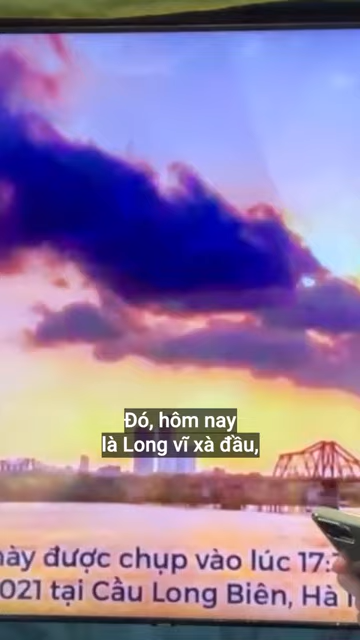 Đó, hôm nay
là Long vĩ xà đầu,
này được chụp vào lúc 17:
2021 tại Cầu Long Biên, Hà